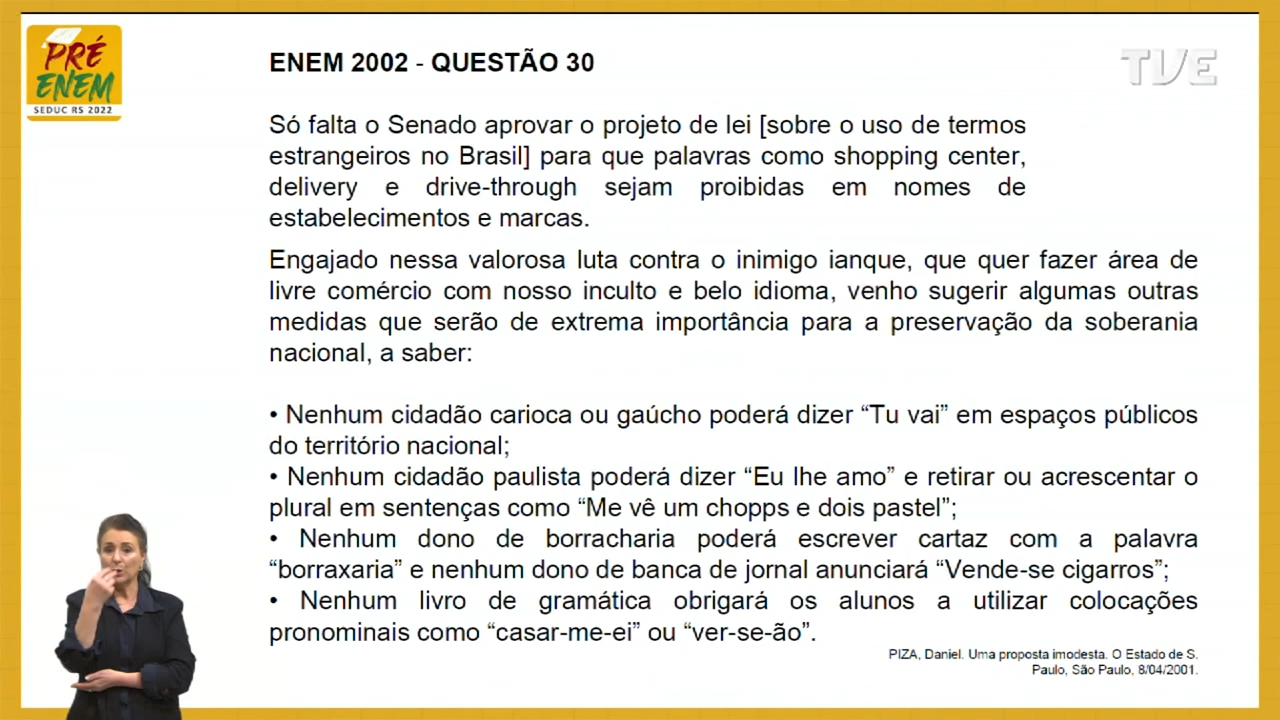 PRÉ
ENEM
SEDUC RS 2022
TVE
ENEM 2002 - QUESTÃO 30
Só falta o Senado aprovar o projeto de lei [sobre o uso de termos
estrangeiros no Brasil] para que palavras como shopping center,
delivery e drive-through sejam proibidas em nomes de
estabelecimentos e marcas.
Engajado nessa valorosa luta contra o inimigo ianque, que quer fazer área de
livre comércio com nosso inculto e belo idioma, venho sugerir algumas outras
medidas que serão de extrema importância para a preservação da soberania
nacional, a saber:
• Nenhum cidadão carioca ou gaúcho poderá dizer “Tu vai” em espaços públicos
do território nacional;
• Nenhum cidadão paulista poderá dizer “Eu lhe amo” e retirar ou acrescentar o
plural em sentenças como “Me vê um chopps e dois pastel”;
• Nenhum dono de borracharia poderá escrever cartaz com a palavra
“borraxaria” e nenhum dono de banca de jornal anunciará “Vende-se cigarros”;
• Nenhum livro de gramática obrigará os alunos a utilizar colocações
pronominais como “casar-me-ei” ou “ver-se-ão”.
PIZA, Daniel. Uma proposta imodesta. O Estado de S.
Paulo, São Paulo, 8/04/2001.